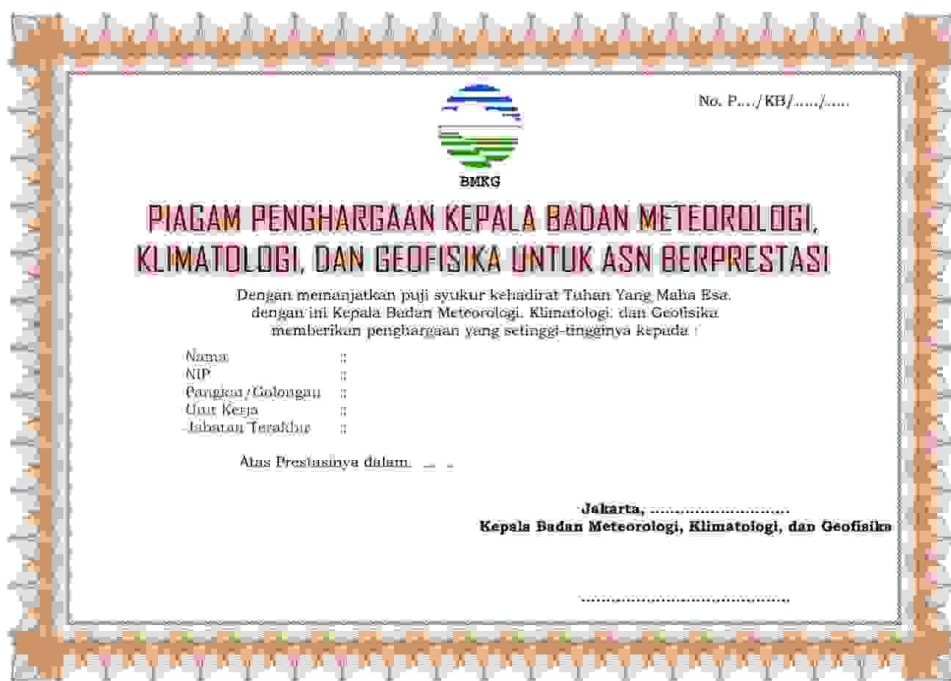 No. P..../KB/...../.....
BMKG
PIAGAM PENGHARGAAN KEPALA BADAN METEOROLOGI,
KLIMATOLOGI, DAN GEOFISIKA UNTUK ASN BERPRESTASI
Dengan memanjatkan puji syukur kehadirat Tuhan Yang Maha Esa,
dengan ini Kepala Badan Meteorologi, Klimatologi, dan Geofisika
memberikan penghargaan yang setinggi-tingginya kepada :
Nama :
NIP :
Pangkat/Golongan :
Unit Kerja :
Jabatan Terakhir :
Atas Prestasinya dalam ... ..
Jakarta, ..............................
Kepala Badan Meteorologi, Klimatologi, dan Geofisika
.............................................